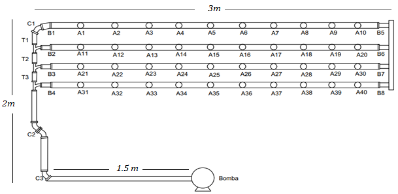 3m
C1
B1 A1 A2 A3 A4 A5 A6 A7 A8 A9 A10 B5
T1
B2 A11 A12 A13 A14 A15 A16 A17 A18 A19 A20 B6
T2
B3 A21 A22 A23 A24 A25 A26 A27 A28 A29 A30 B7
T3
B4 A31 A32 A33 A34 A35 A36 A37 A38 A39 A40 B8
2m
C2
1.5 m
C3
Bomba